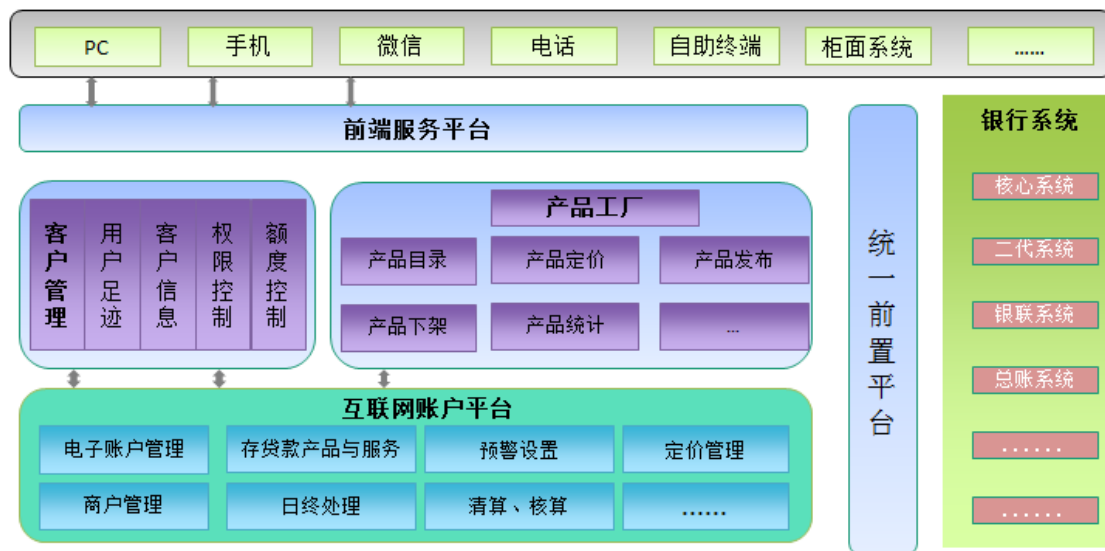 PC
手机
微信
电话
自助终端
柜面系统
......
前端服务平台
客户管理
用户足迹
客户信息
权限控制
额度控制
产品工厂
产品目录
产品定价
产品发布
产品下架
产品统计
...
互联网账户平台
电子账户管理
存贷款产品与服务
预警设置
定价管理
商户管理
日终处理
清算、核算
......
统一前置平台
银行系统
核心系统
二代系统
银联系统
总账系统
......
......